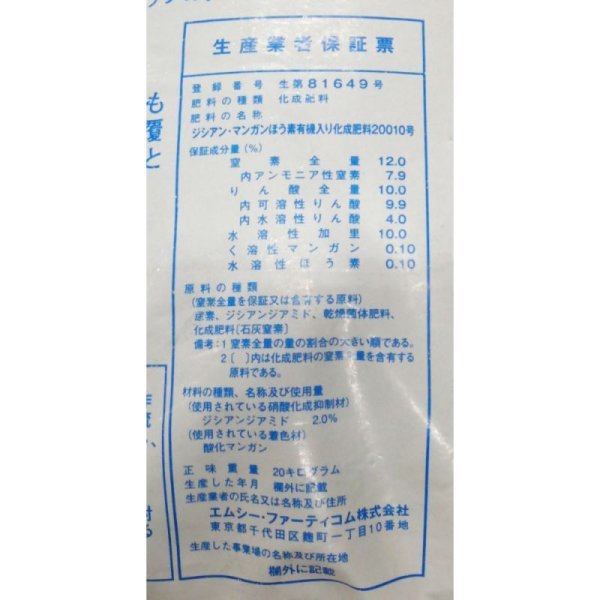 生産業者保証票
登録番号 生第81649号
肥料の種類 化成肥料
肥料の名称
ジシアン・マンガンほう素有機入り化成肥料20010号
保証成分量(%)
窒素全量 12.0
内アンモニア性窒素 7.9
りん酸全量 10.0
内可溶性りん酸 9.9
内水溶性りん酸 4.0
水溶性加里 10.0
く溶性マンガン 0.10
水溶性ほう素 0.10
原料の種類
(窒素全量を保証又は含有する原料)
尿素、ジシアンジアミド、乾燥菌体肥料、
化成肥料[石灰窒素]
備考:1 窒素全量の量の割合の大きい順である。
2 [ ]内は化成肥料の窒素全量を含有する
原料である。
材料の種類、名称及び使用量
(使用されている硝酸化成抑制材)
ジシアンジアミド 2.0%
(使用されている着色材)
酸化マンガン
正味重量 20キログラム
生産した年月 欄外に記載
生産業者の氏名又は名称及び住所
エムシー・ファーティコム株式会社
東京都千代田区麹町一丁目10番地
生産した事業場の名称及び所在地
欄外に記載
も
覆
と